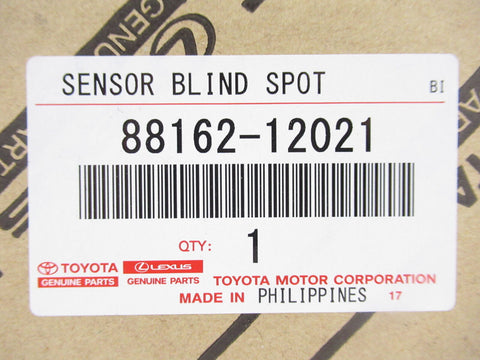 SENSOR BLIND SPOT BI
88162-12021
QTY: 1
TOYOTA LEXUS
GENUINE PARTS GENUINE PARTS TOYOTA MOTOR CORPORATION
MADE IN PHILIPPINES 17